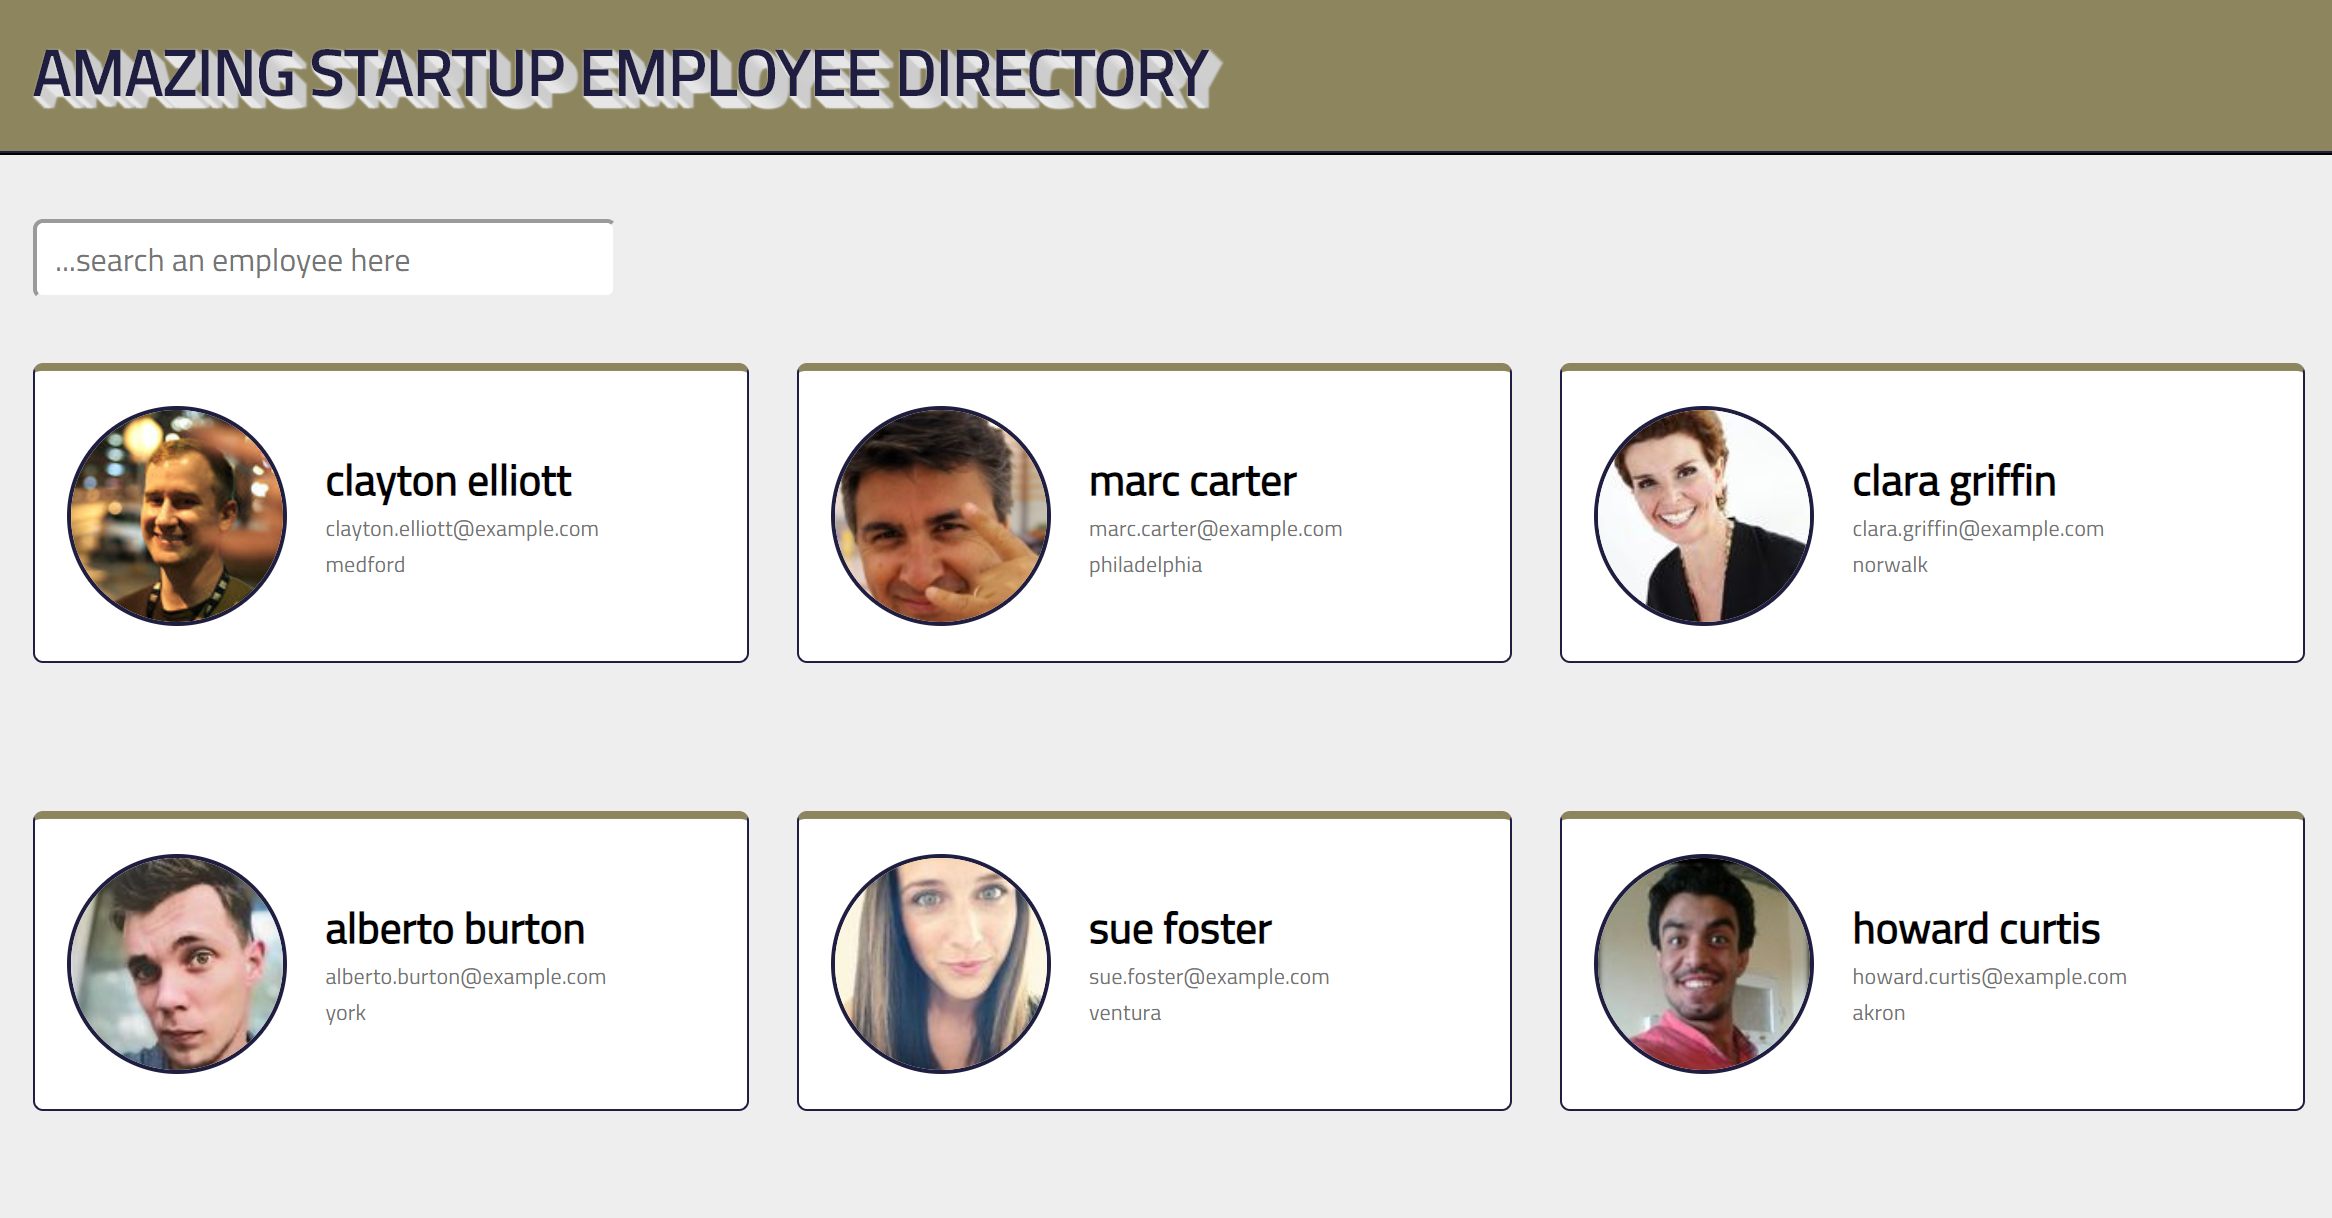 AMAZING STARTUP EMPLOYEE DIRECTORY
...search an employee here
clayton elliott
clayton.elliott@example.com
medford
marc carter
marc.carter@example.com
philadelphia
clara griffin
clara.griffin@example.com
norwalk
alberto burton
alberto.burton@example.com
york
sue foster
sue.foster@example.com
ventura
howard curtis
howard.curtis@example.com
akron